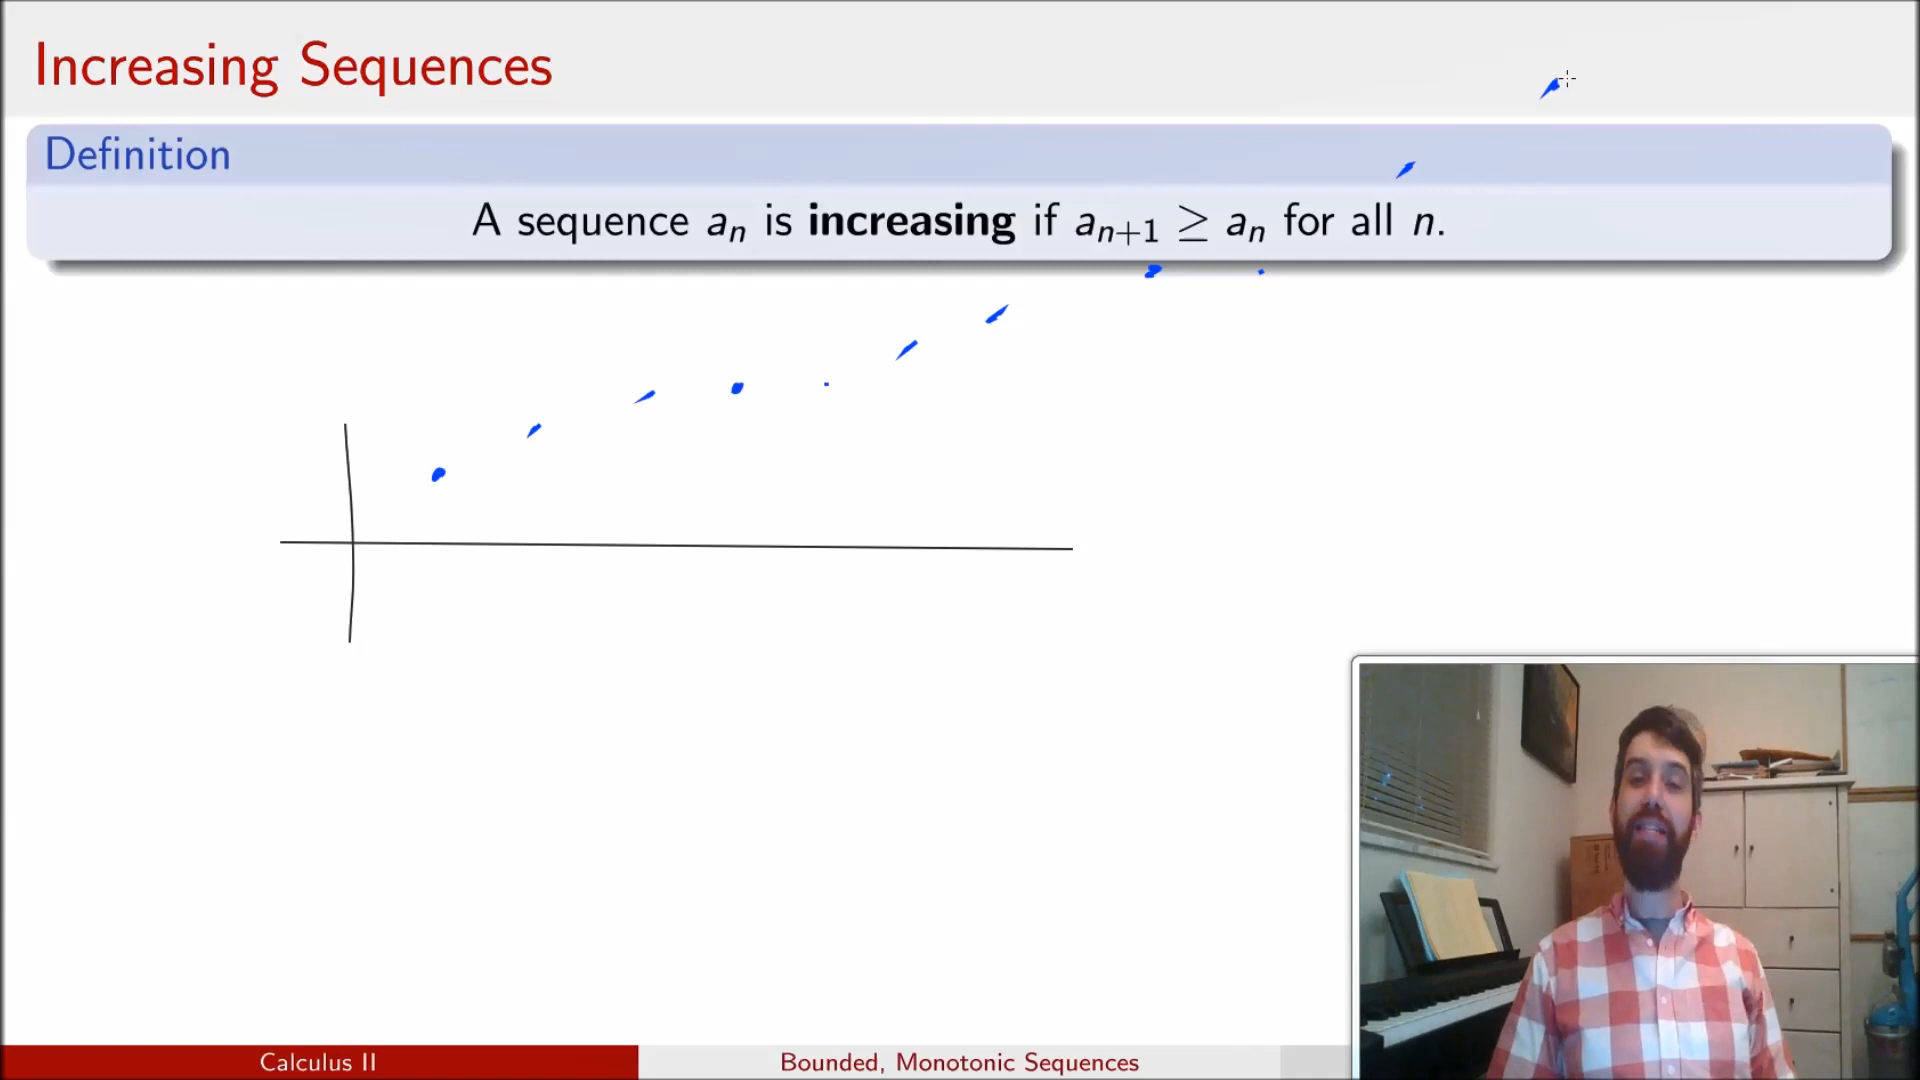 Increasing Sequences
Definition
A sequence aₙ is increasing if aₙ₊₁ ≥ aₙ for all n.
Calculus II
Bounded, Monotonic Sequences